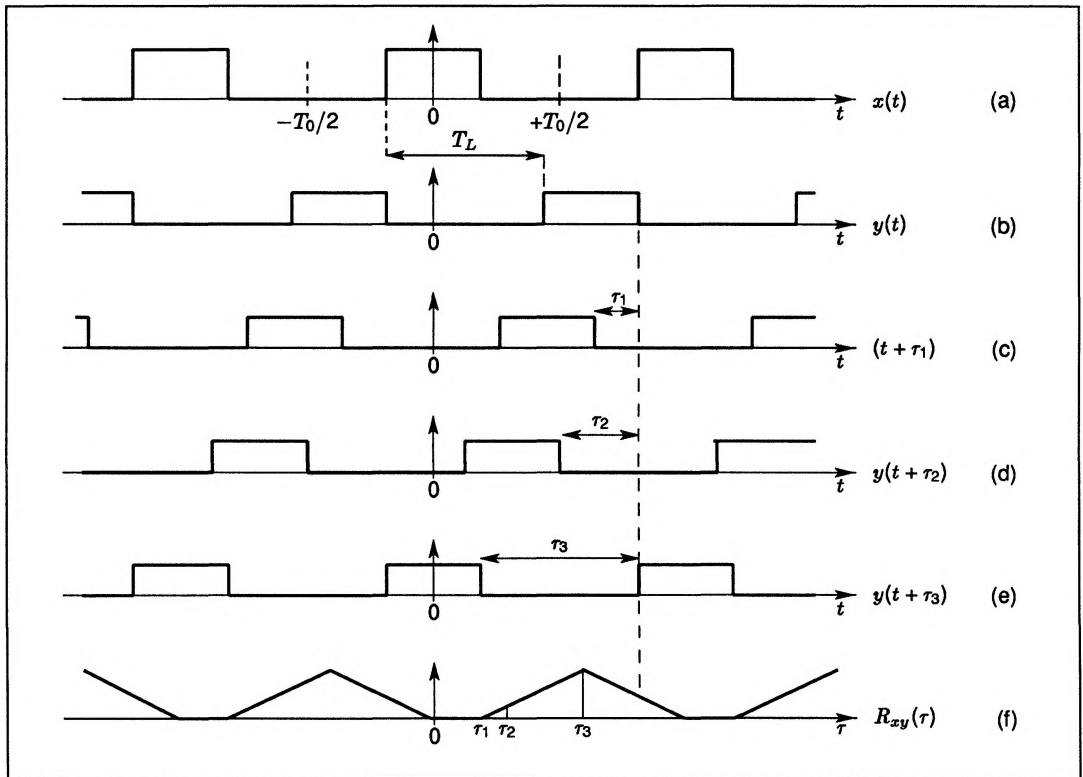 x(t) (a)
t
−T₀/2
0
+T₀/2
T_L
y(t) (b)
t
0
τ₁
(t + τ₁) (c)
t
0
τ₂
y(t + τ₂) (d)
t
0
τ₃
y(t + τ₃) (e)
t
0
R_xy(τ) (f)
0
τ₁ τ₂
τ₃
τ